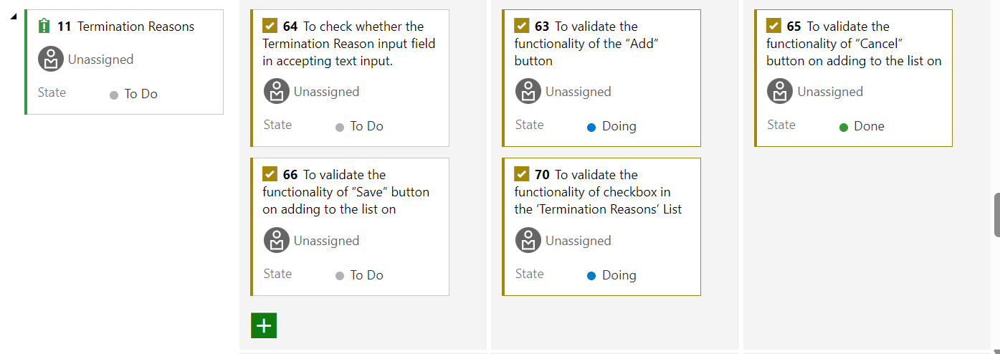 11 Termination Reasons
Unassigned
State To Do
64 To check whether the
Termination Reason input field
in accepting text input.
Unassigned
State To Do
66 To validate the
functionality of “Save” button
on adding to the list on
Unassigned
State To Do
63 To validate the
functionality of the “Add”
button
Unassigned
State Doing
70 To validate the
functionality of checkbox in
the ‘Termination Reasons’ List
Unassigned
State Doing
65 To validate the
functionality of “Cancel”
button on adding to the list on
Unassigned
State Done